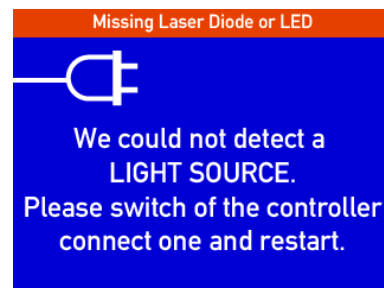 Missing Laser Diode or LED
We could not detect a
LIGHT SOURCE.
Please switch of the controller
connect one and restart.